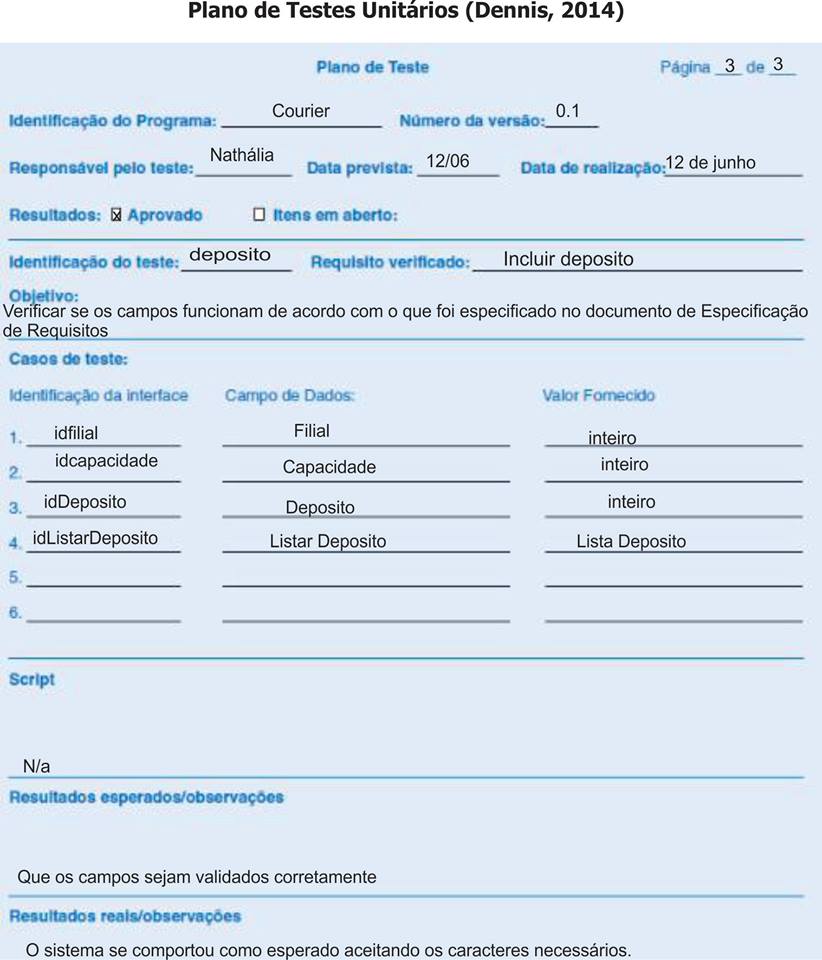 Plano de Testes Unitários (Dennis, 2014)
Plano de Teste Página 3 de 3
Identificação do Programa: Courier Número da versão: 0.1
Responsável pelo teste: Nathália Data prevista: 12/06 Data de realização: 12 de junho
Resultados: x Aprovado Itens em aberto:
Identificação do teste: deposito Requisito verificado: Incluir deposito
Objetivo:
Verificar se os campos funcionam de acordo com o que foi especificado no documento de Especificação
de Requisitos
Casos de teste:
Identificação da interface Campo de Dados: Valor Fornecido
1. idfilial Filial inteiro
2. idcapacidade Capacidade inteiro
3. idDeposito Deposito inteiro
4. idListarDeposito Listar Deposito Lista Deposito
5.
6.
Script
N/a
Resultados esperados/observações
Que os campos sejam validados corretamente
Resultados reais/observações
O sistema se comportou como esperado aceitando os caracteres necessários.